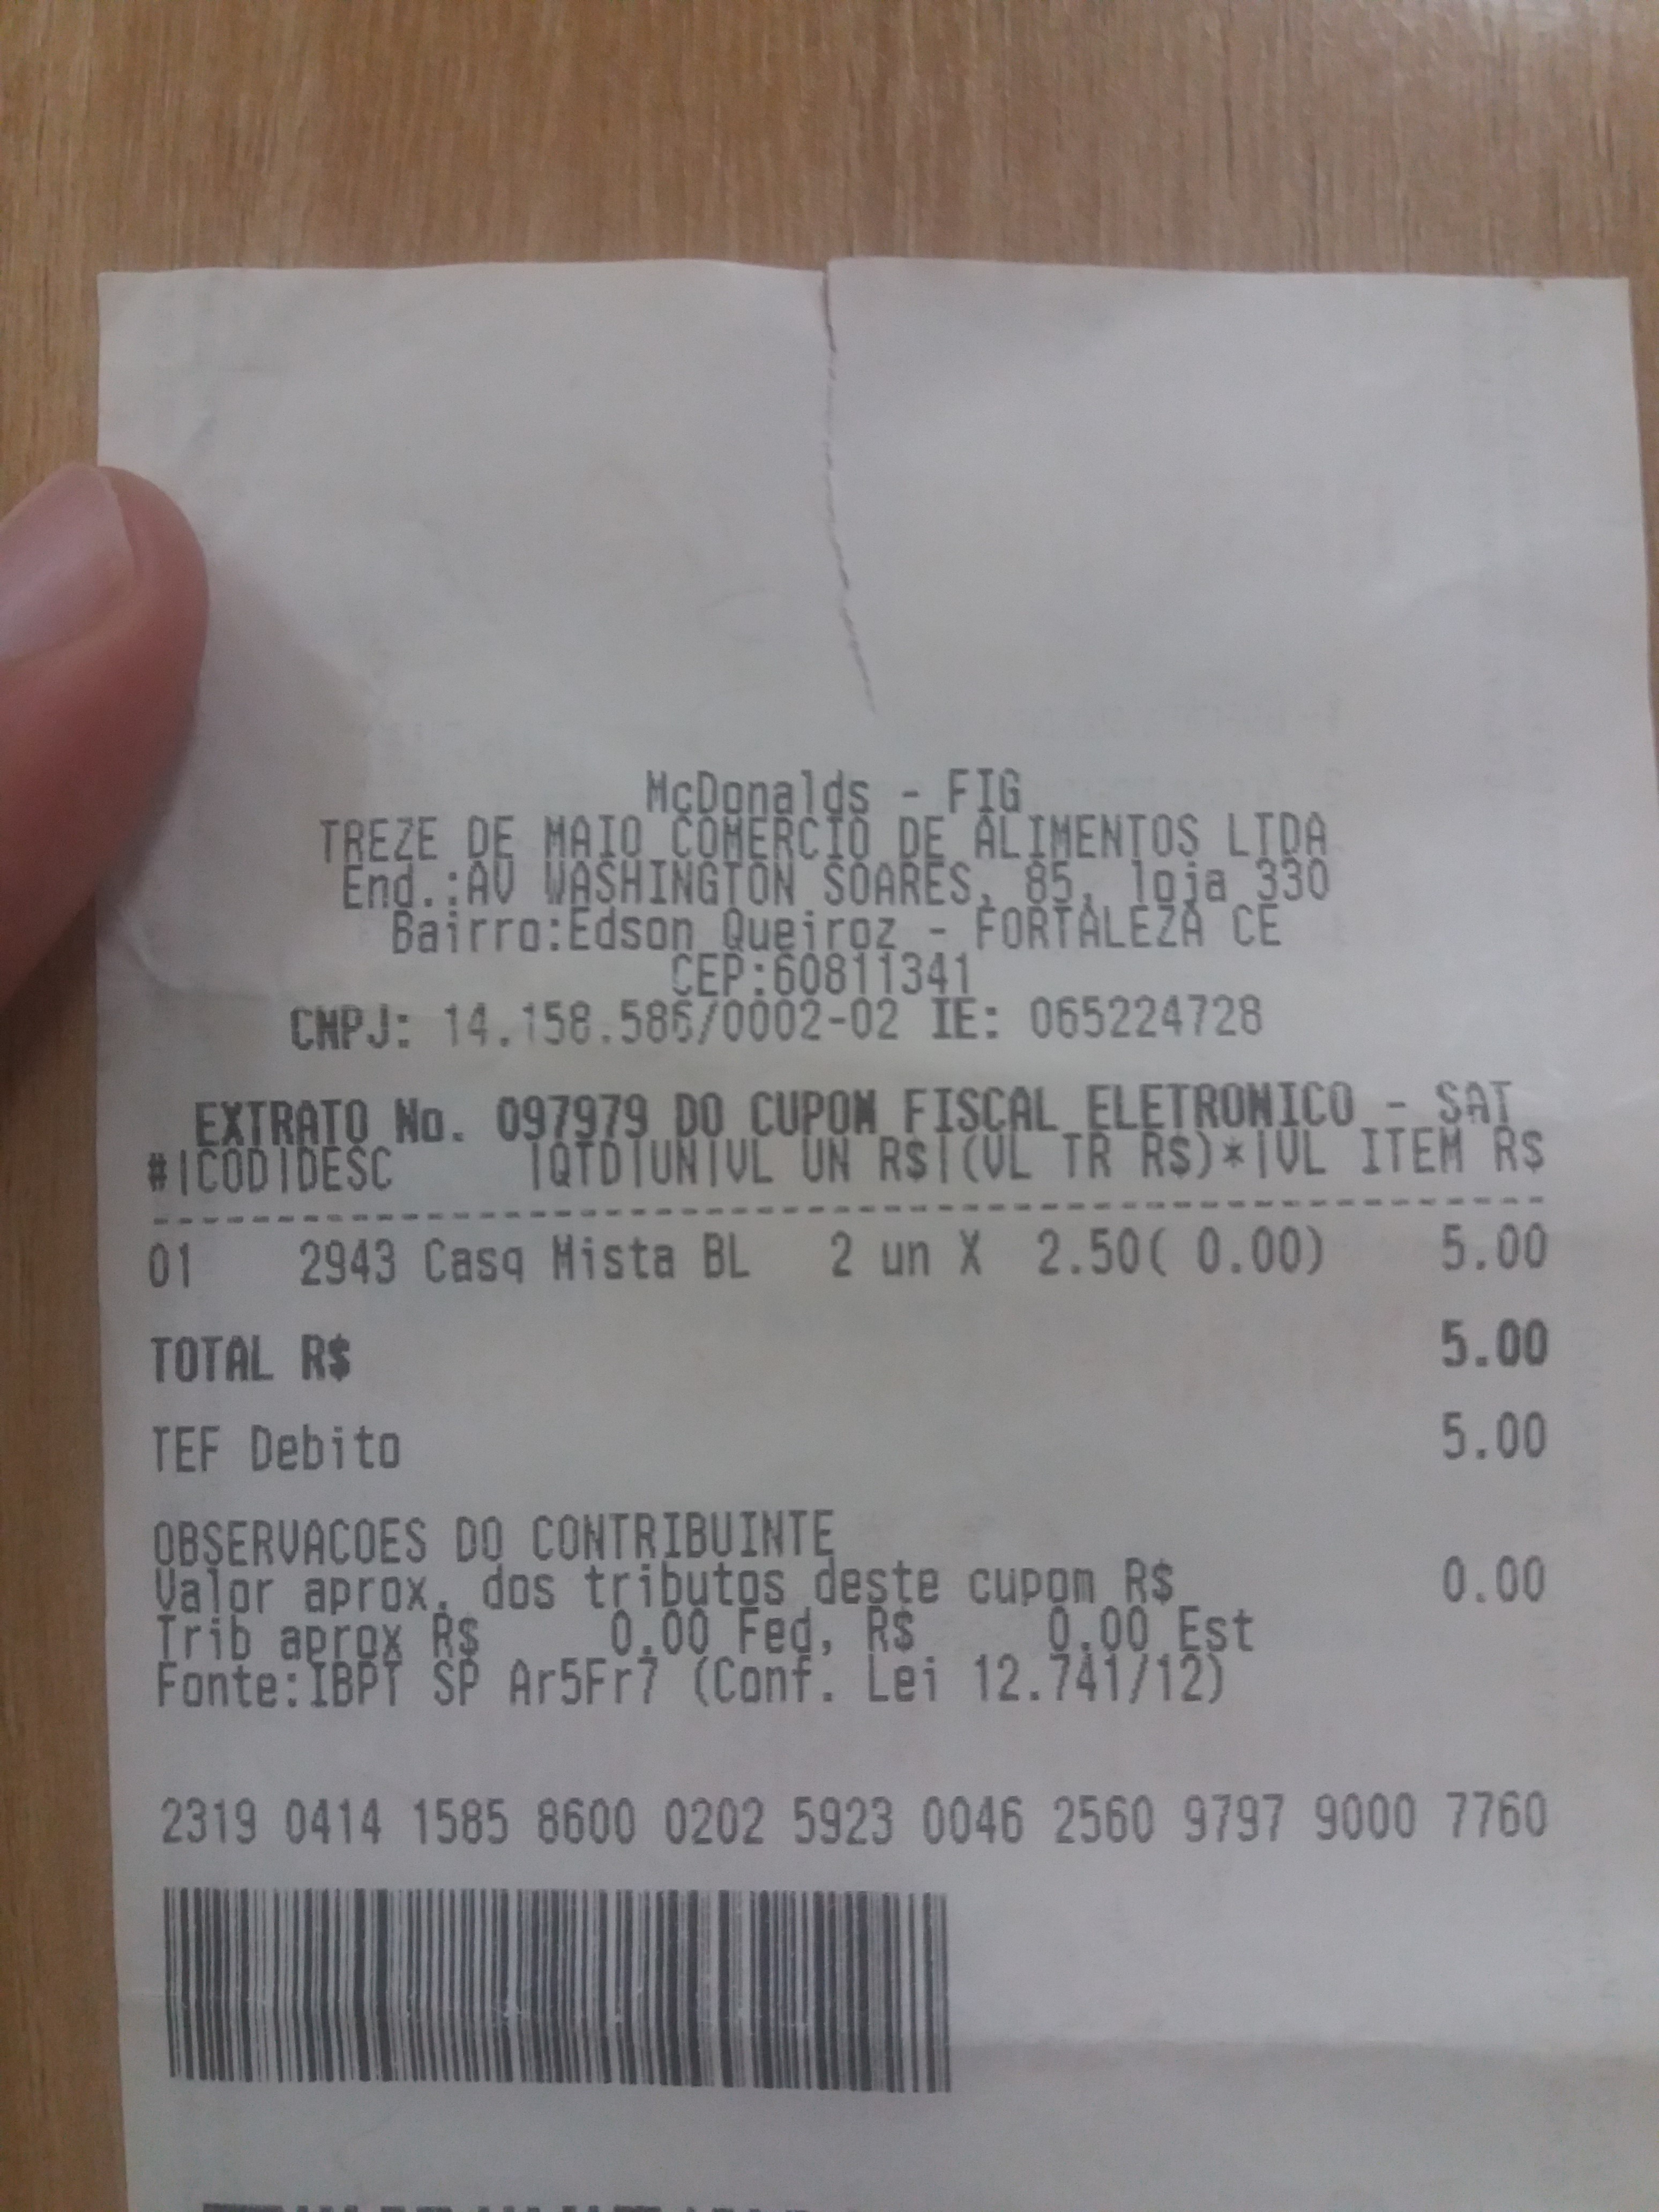 McDonalds - FIG
TREZE DE MAIO COMERCIO DE ALIMENTOS LTDA
End.:AV WASHINGTON SOARES, 85, loja 330
Bairro:Edson Queiroz - FORTALEZA CE
CEP:60811341
CNPJ: 14.158.586/0002-02 IE: 065224728
EXTRATO No. 097979 DO CUPOM FISCAL ELETRONICO - SAT
#|COD|DESC |QTD|UN|VL UN R$|(VL TR R$)*|VL ITEM R$
01 2943 Casq Mista BL 2 un X 2.50( 0.00) 5.00
TOTAL R$ 5.00
TEF Debito 5.00
OBSERVACOES DO CONTRIBUINTE
Valor aprox. dos tributos deste cupom R$ 0.00
Trib aprox R$ 0.00 Fed, R$ 0.00 Est
Fonte:IBPT SP Ar5Fr7 (Conf. Lei 12.741/12)
2319 0414 1585 8600 0202 5923 0046 2560 9797 9000 7760